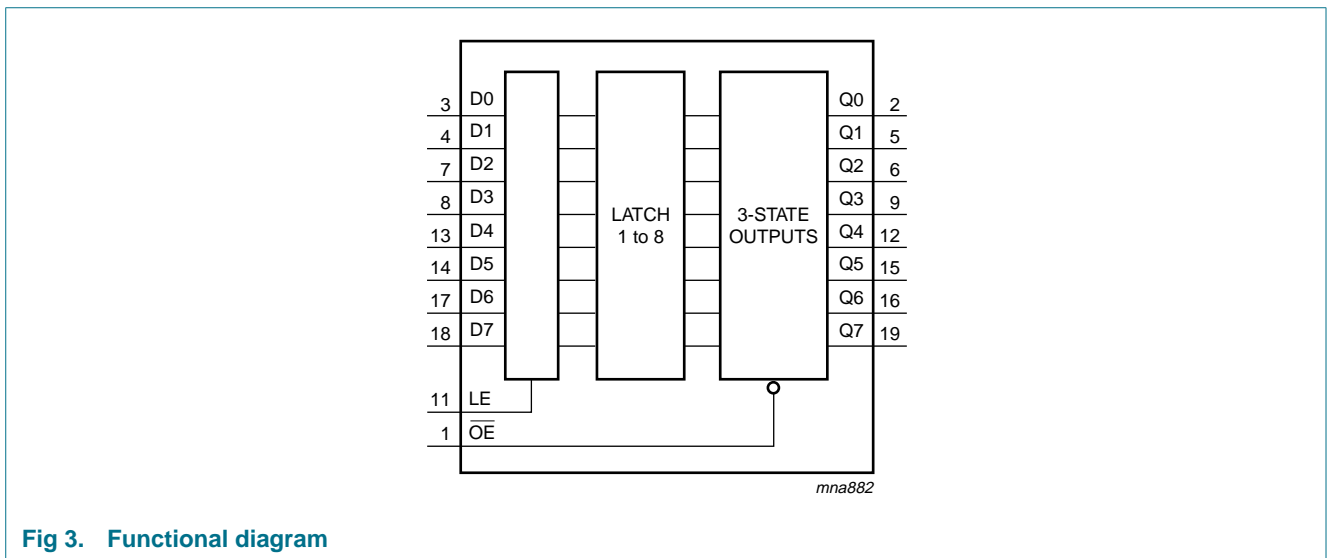 3 D0 Q0 2
4 D1 Q1 5
7 D2 Q2 6
8 D3 Q3 9
LATCH
1 to 8
3-STATE
OUTPUTS
13 D4 Q4 12
14 D5 Q5 15
17 D6 Q6 16
18 D7 Q7 19
11 LE
1 O̅E̅
mna882
Fig 3. Functional diagram